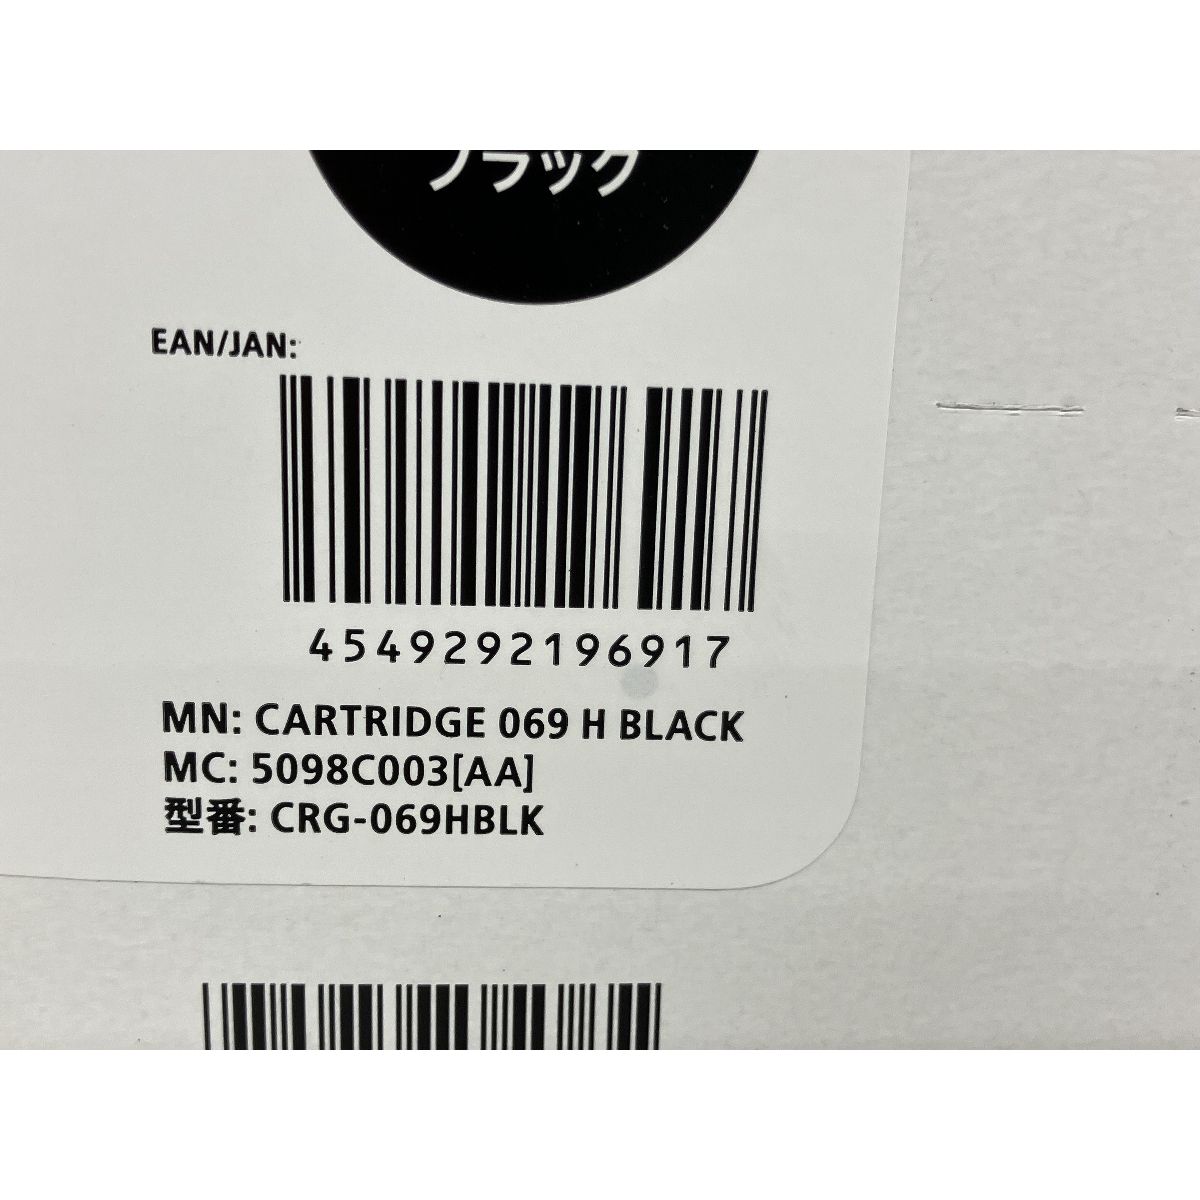 ブラック
EAN/JAN:
4549292196917
MN: CARTRIDGE 069 H BLACK
MC: 5098C003[AA]
型番: CRG-069HBLK